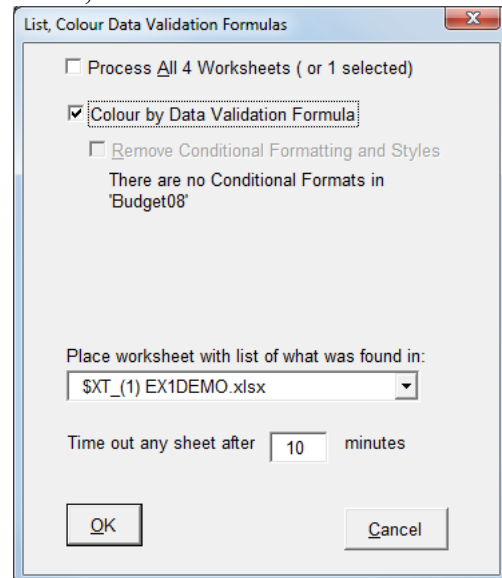 List, Colour Data Validation Formulas
Process All 4 Worksheets ( or 1 selected)
Colour by Data Validation Formula
Remove Conditional Formatting and Styles
There are no Conditional Formats in
'Budget08'
Place worksheet with list of what was found in:
$XT_(1) EX1DEMO.xlsx
Time out any sheet after 10 minutes
OK Cancel